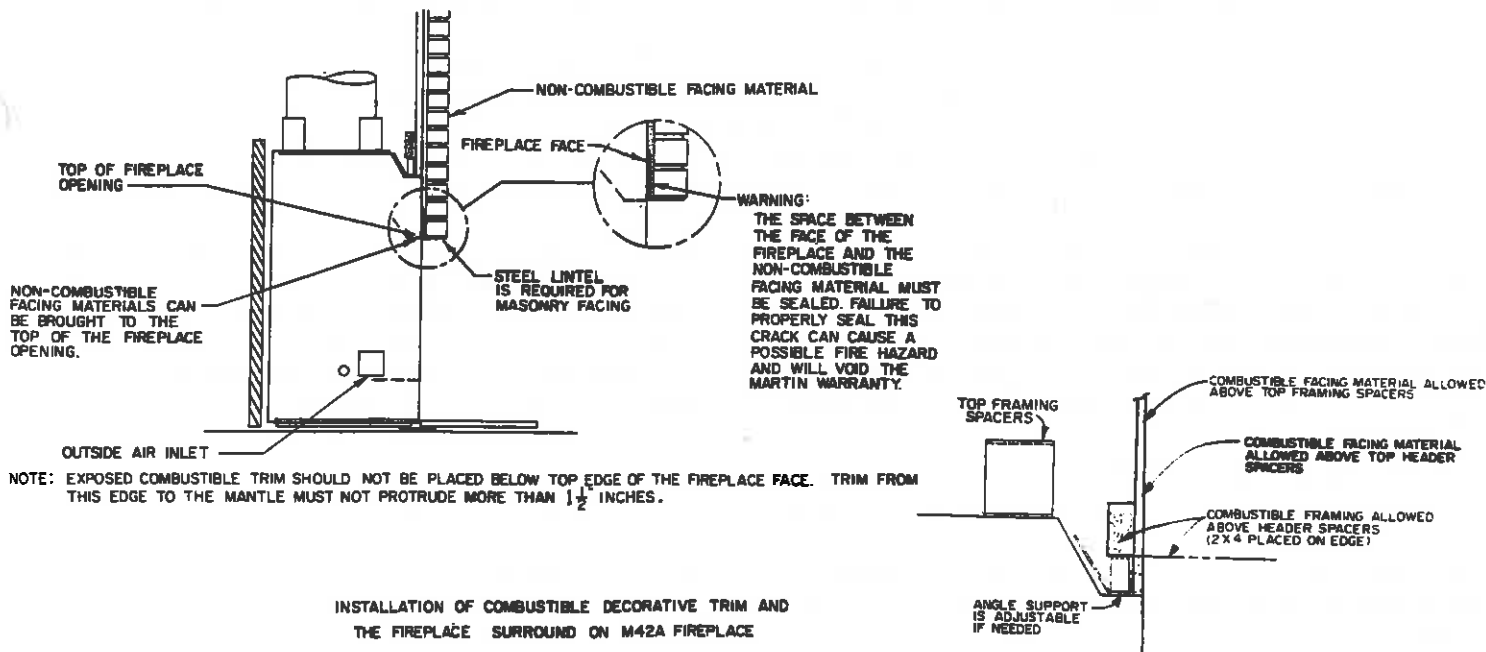 NON-COMBUSTIBLE FACING MATERIAL
FIREPLACE FACE
TOP OF FIREPLACE
OPENING
WARNING:
THE SPACE BETWEEN
THE FACE OF THE
FIREPLACE AND THE
NON-COMBUSTIBLE
FACING MATERIAL MUST
BE SEALED. FAILURE TO
PROPERLY SEAL THIS
CRACK CAN CAUSE A
POSSIBLE FIRE HAZARD
AND WILL VOID THE
MARTIN WARRANTY.
STEEL LINTEL
IS REQUIRED FOR
MASONRY FACING
NON-COMBUSTIBLE
FACING MATERIALS CAN
BE BROUGHT TO THE
TOP OF THE FIREPLACE
OPENING.
OUTSIDE AIR INLET
NOTE: EXPOSED COMBUSTIBLE TRIM SHOULD NOT BE PLACED BELOW TOP EDGE OF THE FIREPLACE FACE. TRIM FROM
THIS EDGE TO THE MANTLE MUST NOT PROTRUDE MORE THAN 1 1/2" INCHES.
COMBUSTIBLE FACING MATERIAL ALLOWED
ABOVE TOP FRAMING SPACERS
TOP FRAMING
SPACERS
COMBUSTIBLE FACING MATERIAL
ALLOWED ABOVE TOP HEADER
SPACERS
COMBUSTIBLE FRAMING ALLOWED
ABOVE HEADER SPACERS
(2X4 PLACED ON EDGE)
ANGLE SUPPORT
IS ADJUSTABLE
IF NEEDED
INSTALLATION OF COMBUSTIBLE DECORATIVE TRIM AND
THE FIREPLACE SURROUND ON M42A FIREPLACE